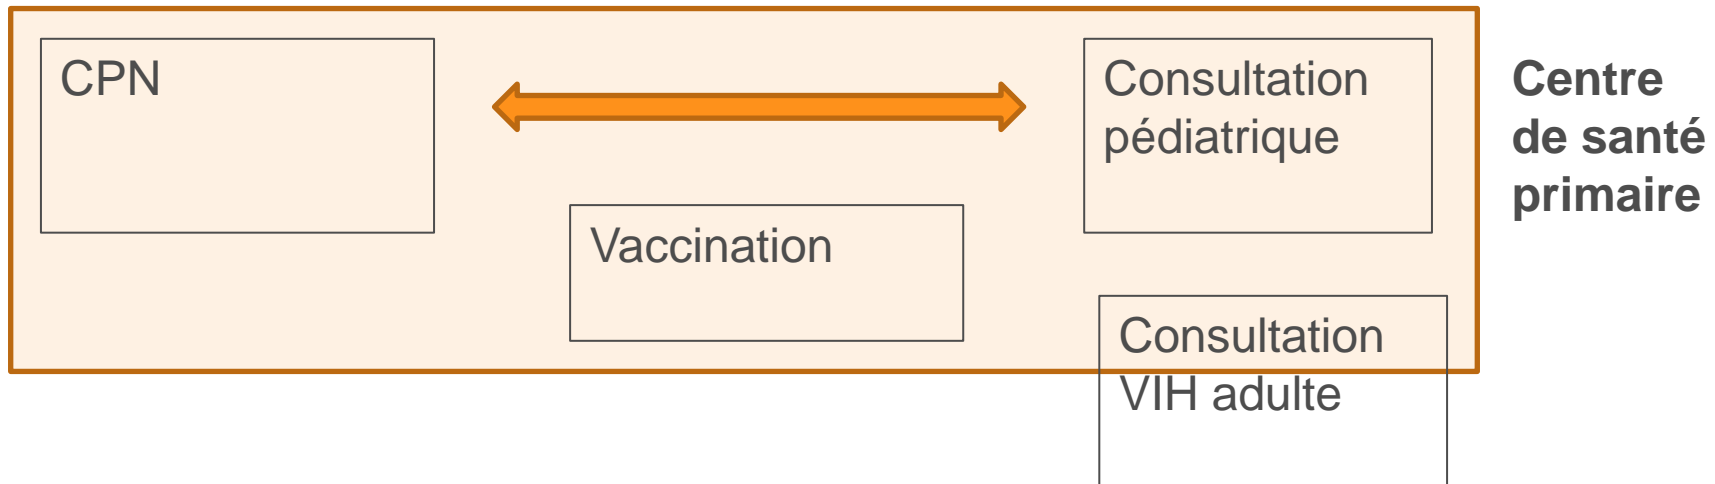 CPN
Consultation
pédiatrique
Centre
de santé
primaire
Vaccination
Consultation
VIH adulte